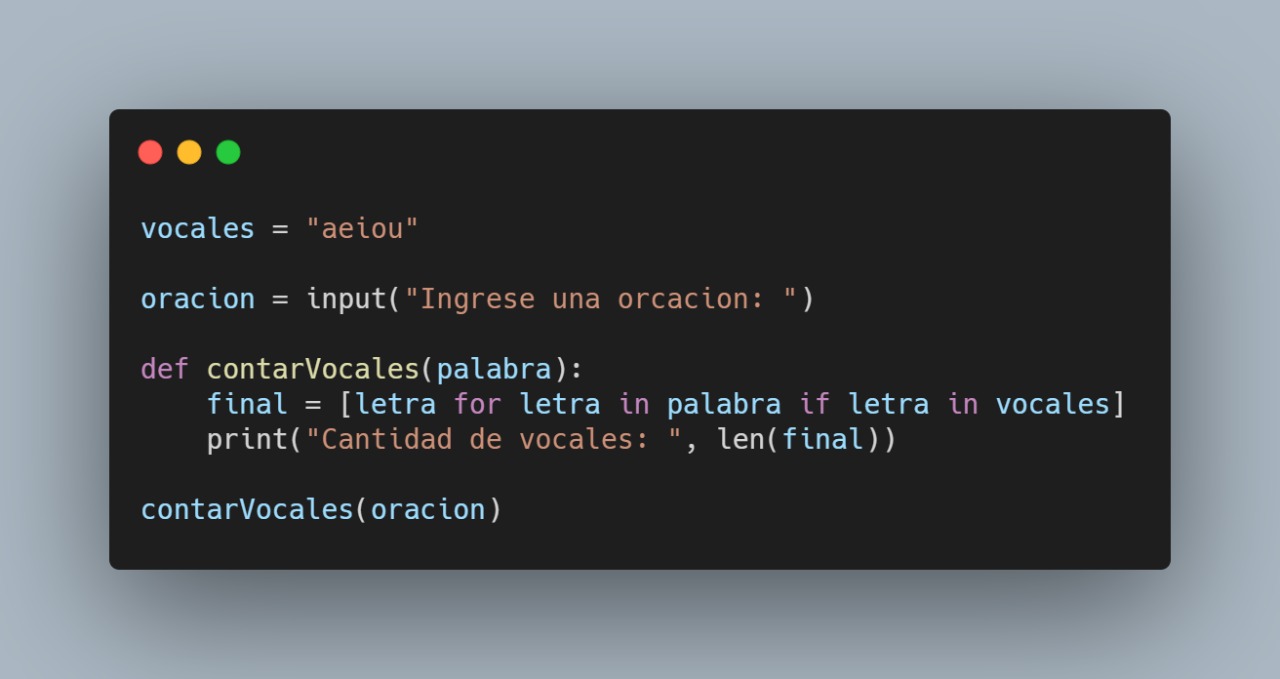 vocales = "aeiou"
oracion = input("Ingrese una orcacion: ")
def contarVocales(palabra):
    final = [letra for letra in palabra if letra in vocales]
    print("Cantidad de vocales: ", len(final))
contarVocales(oracion)